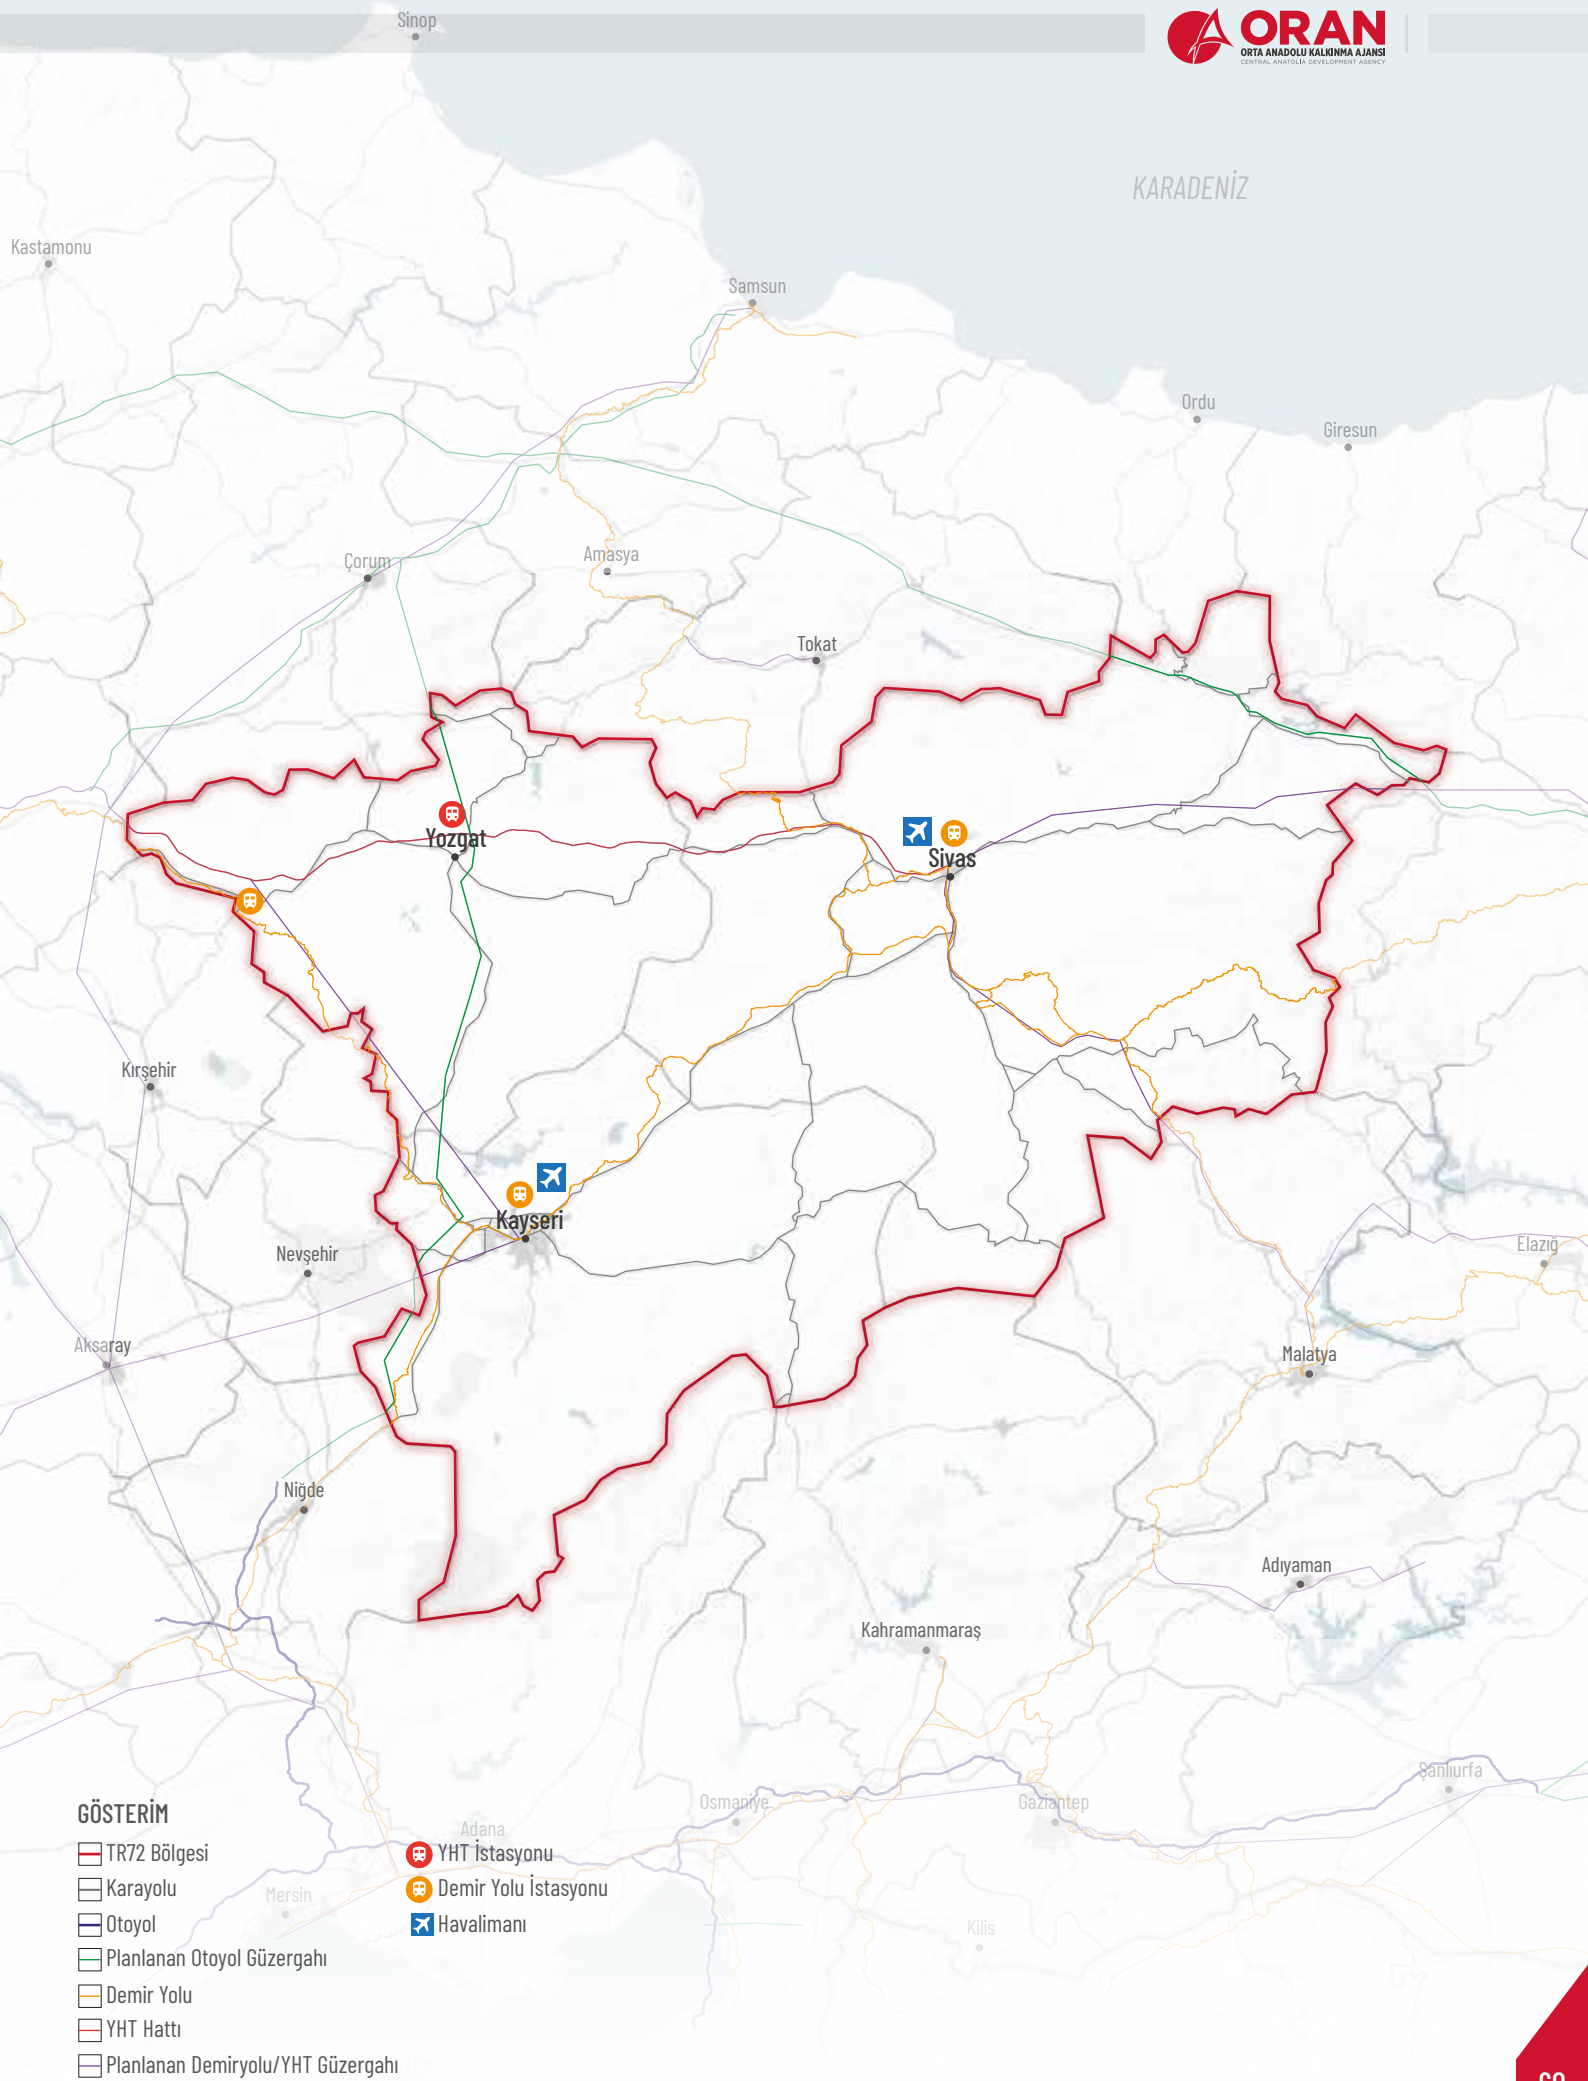 Sinop
ORAN
ORTA ANADOLU KALKINMA AJANSI
CENTRAL ANATOLIA DEVELOPMENT AGENCY
KARADENİZ
Kastamonu
Samsun
Ordu
Giresun
Çorum
Amasya
Tokat
Yozgat
Sivas
Kırşehir
Kayseri
Nevşehir
Elazığ
Aksaray
Malatya
Niğde
Adıyaman
Kahramanmaraş
Şanlıurfa
Osmaniye
Gaziantep
Adana
Mersin
Kilis
GÖSTERİM
TR72 Bölgesi
Karayolu
Otoyol
Planlanan Otoyol Güzergahı
Demir Yolu
YHT Hattı
Planlanan Demiryolu/YHT Güzergahı
YHT İstasyonu
Demir Yolu İstasyonu
Havalimanı